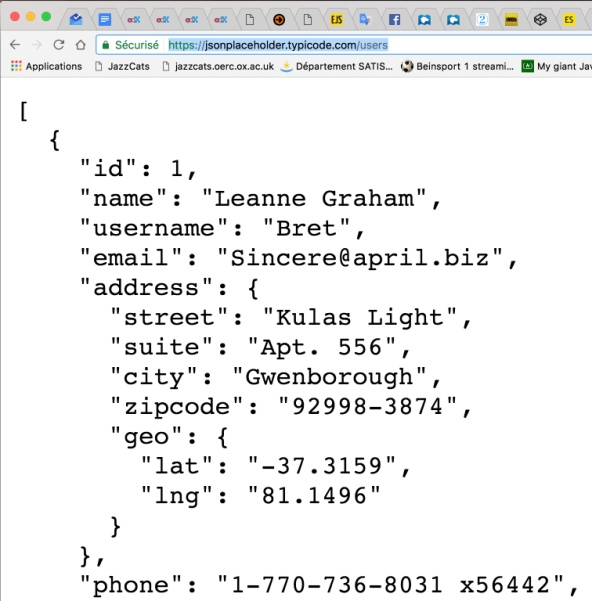 EJS
2
ES
Sécurisé https://jsonplaceholder.typicode.com/users
Applications JazzCats jazzcats.oerc.ox.ac.uk Département SATIS... Beinsport 1 streami... My giant Jav
[
{
"id": 1,
"name": "Leanne Graham",
"username": "Bret",
"email": "Sincere@april.biz",
"address": {
"street": "Kulas Light",
"suite": "Apt. 556",
"city": "Gwenborough",
"zipcode": "92998-3874",
"geo": {
"lat": "-37.3159",
"lng": "81.1496"
}
},
"phone": "1-770-736-8031 x56442",